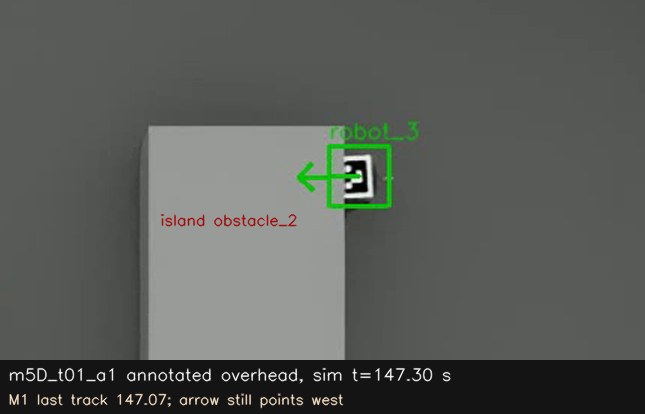 robot_3
island obstacle_2
m5D_t01_a1 annotated overhead, sim t=147.30 s
M1 last track 147.07; arrow still points west